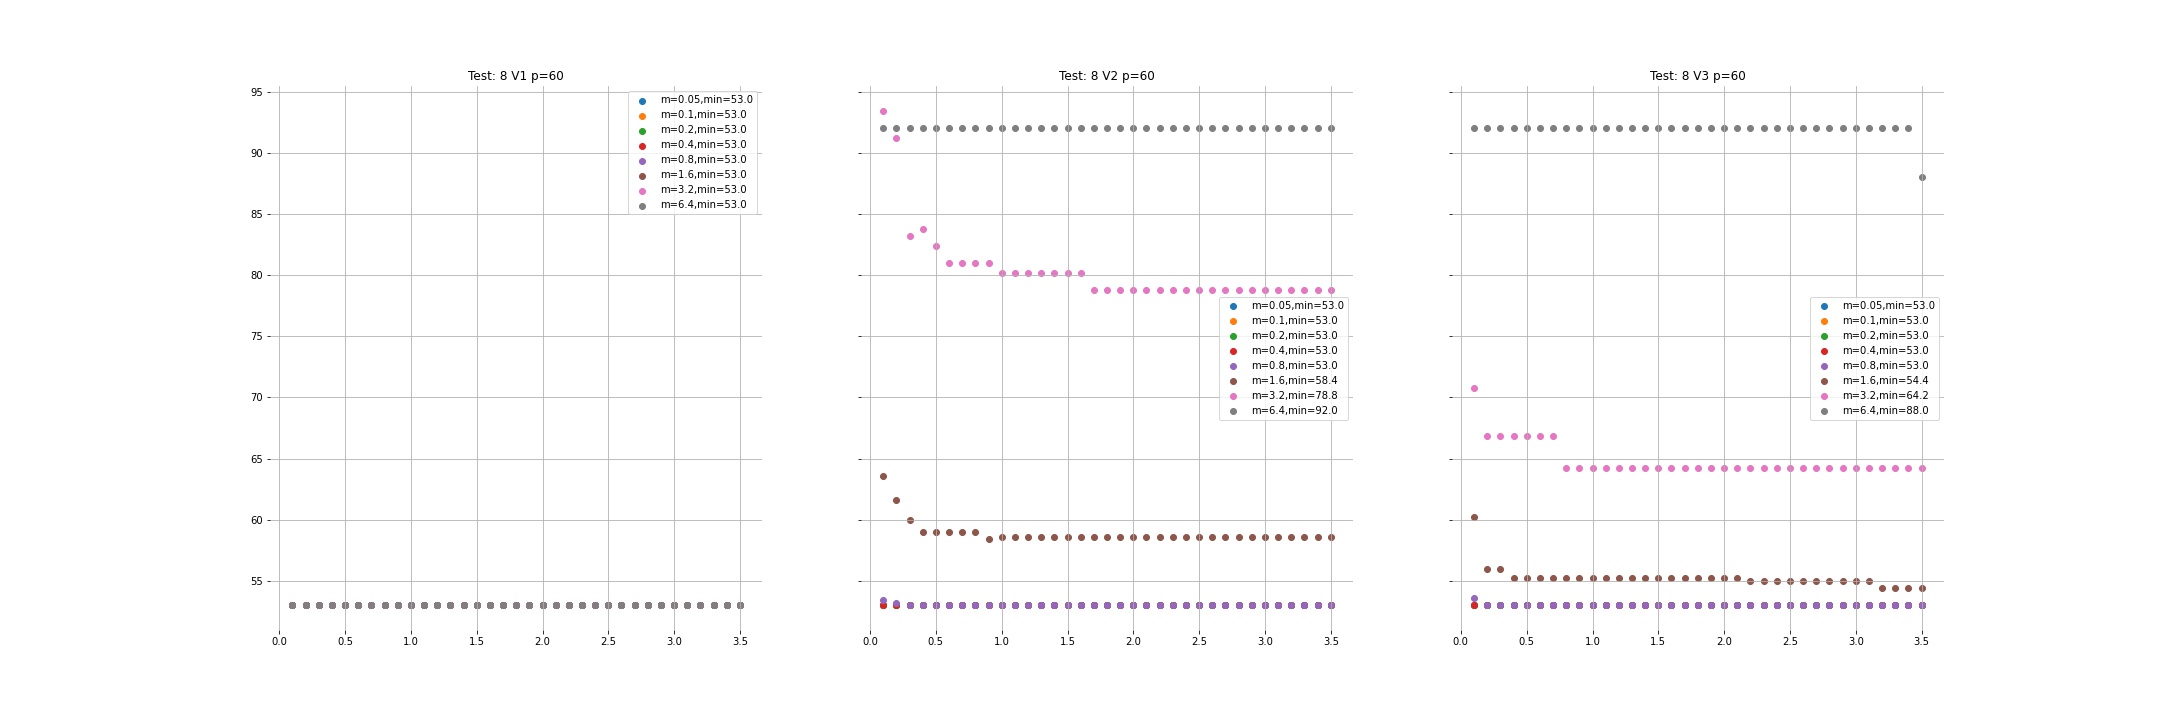 Test: 8 V1 p=60
95
90
85
80
75
70
65
60
55
0.0 0.5 1.0 1.5 2.0 2.5 3.0 3.5
m=0.05,min=53.0
m=0.1,min=53.0
m=0.2,min=53.0
m=0.4,min=53.0
m=0.8,min=53.0
m=1.6,min=53.0
m=3.2,min=53.0
m=6.4,min=53.0
Test: 8 V2 p=60
0.0 0.5 1.0 1.5 2.0 2.5 3.0 3.5
m=0.05,min=53.0
m=0.1,min=53.0
m=0.2,min=53.0
m=0.4,min=53.0
m=0.8,min=53.0
m=1.6,min=58.4
m=3.2,min=78.8
m=6.4,min=92.0
Test: 8 V3 p=60
0.0 0.5 1.0 1.5 2.0 2.5 3.0 3.5
m=0.05,min=53.0
m=0.1,min=53.0
m=0.2,min=53.0
m=0.4,min=53.0
m=0.8,min=53.0
m=1.6,min=54.4
m=3.2,min=64.2
m=6.4,min=88.0